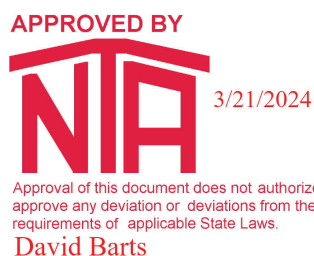 APPROVED BY
NTA
3/21/2024
Approval of this document does not authorize
approve any deviation or deviations from the
requirements of applicable State Laws.
David Barts